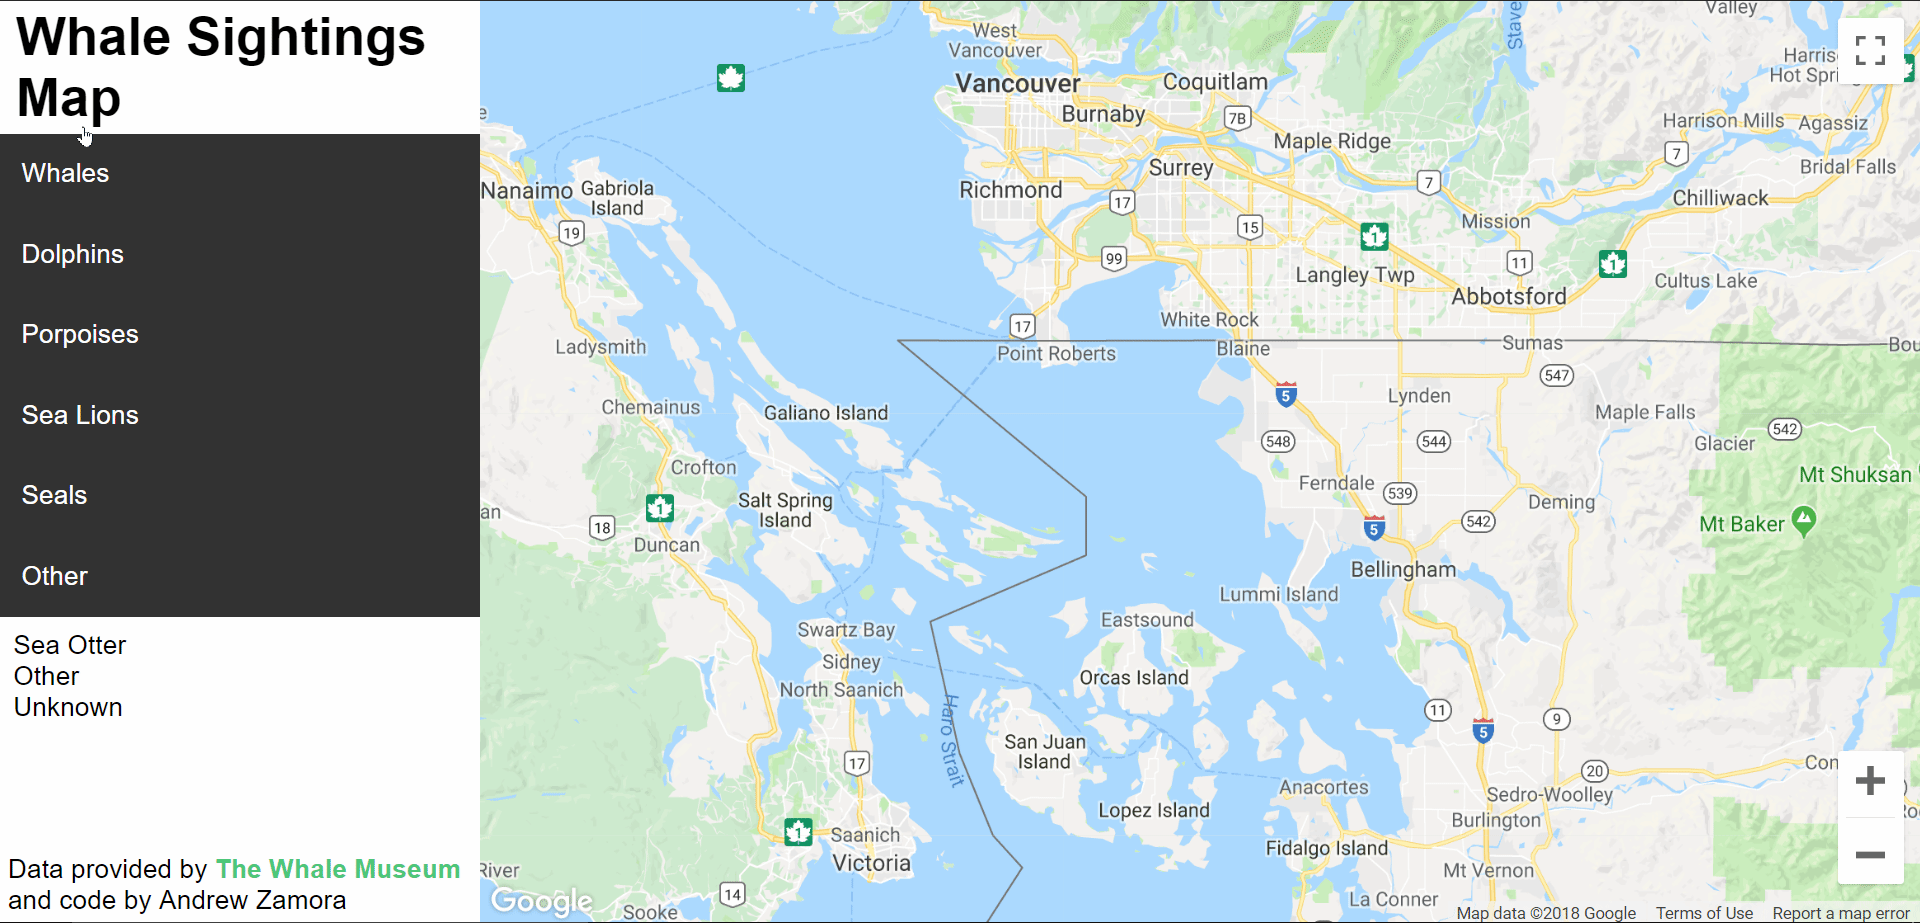 Whale Sightings
Map
Whales
Dolphins
Porpoises
Sea Lions
Seals
Other
Sea Otter
Other
Unknown
Data provided by The Whale Museum
and code by Andrew Zamora
West
Vancouver
Vancouver
Coquitlam
Burnaby
7B
Maple Ridge
Surrey
Richmond
17
7
15
99
1
Langley Twp
Mission
11
Abbotsford
1
Stave
Valley
Harris
Hot Spri
Harrison Mills
Agassiz
7
Bridal Falls
Chilliwack
Cultus Lake
Nanaimo
Gabriola
Island
19
17
Point Roberts
White Rock
Blaine
Sumas
Bou
547
Ladysmith
Chemainus
Galiano Island
5
Lynden
Maple Falls
548
544
542
Glacier
Crofton
Mt Shuksan
Salt Spring
Island
1
an
18
Duncan
Ferndale
539
Deming
5
542
Mt Baker
Bellingham
Lummi Island
Eastsound
Swartz Bay
Sidney
North Saanich
Orcas Island
Haro Strait
San Juan
Island
11
5
9
17
20
Con
Anacortes
Sedro-Woolley
Lopez Island
Burlington
1
Saanich
Victoria
Fidalgo Island
Mt Vernon
River
14
Sooke
La Conner
Google
Map data ©2018 Google
Terms of Use
Report a map error